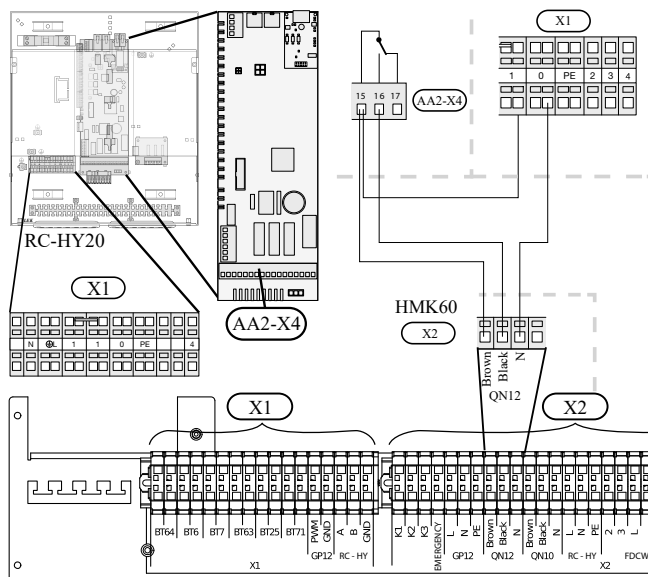 X1
1 0 PE 2 3 4
15 16 17
AA2-X4
RC-HY20
X1
N L 1 1 0 PE 4
AA2-X4
HMK60
X2
Brown
Black
N
QN12
X1
X2
BT64 BT6 BT7 BT63 BT25 BT71 PWM GND A B GND
GP12 RC - HY
X1
K1 K2 K3 EMERGENCY L N PE Brown Black N Brown Black N L N PE 2 3 L
GP12 QN12 QN10 RC - HY FDCW
X2